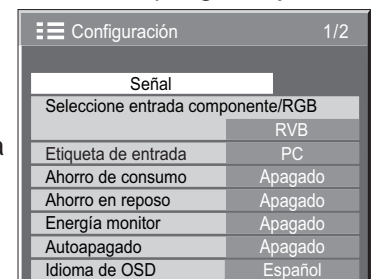 Configuración 1/2
Señal
Seleccione entrada componente/RGB
RVB
a Etiqueta de entrada PC
Ahorro de consumo Apagado
Ahorro en reposo Apagado
Energía monitor Apagado
Autoapagado Apagado
Idioma de OSD Español